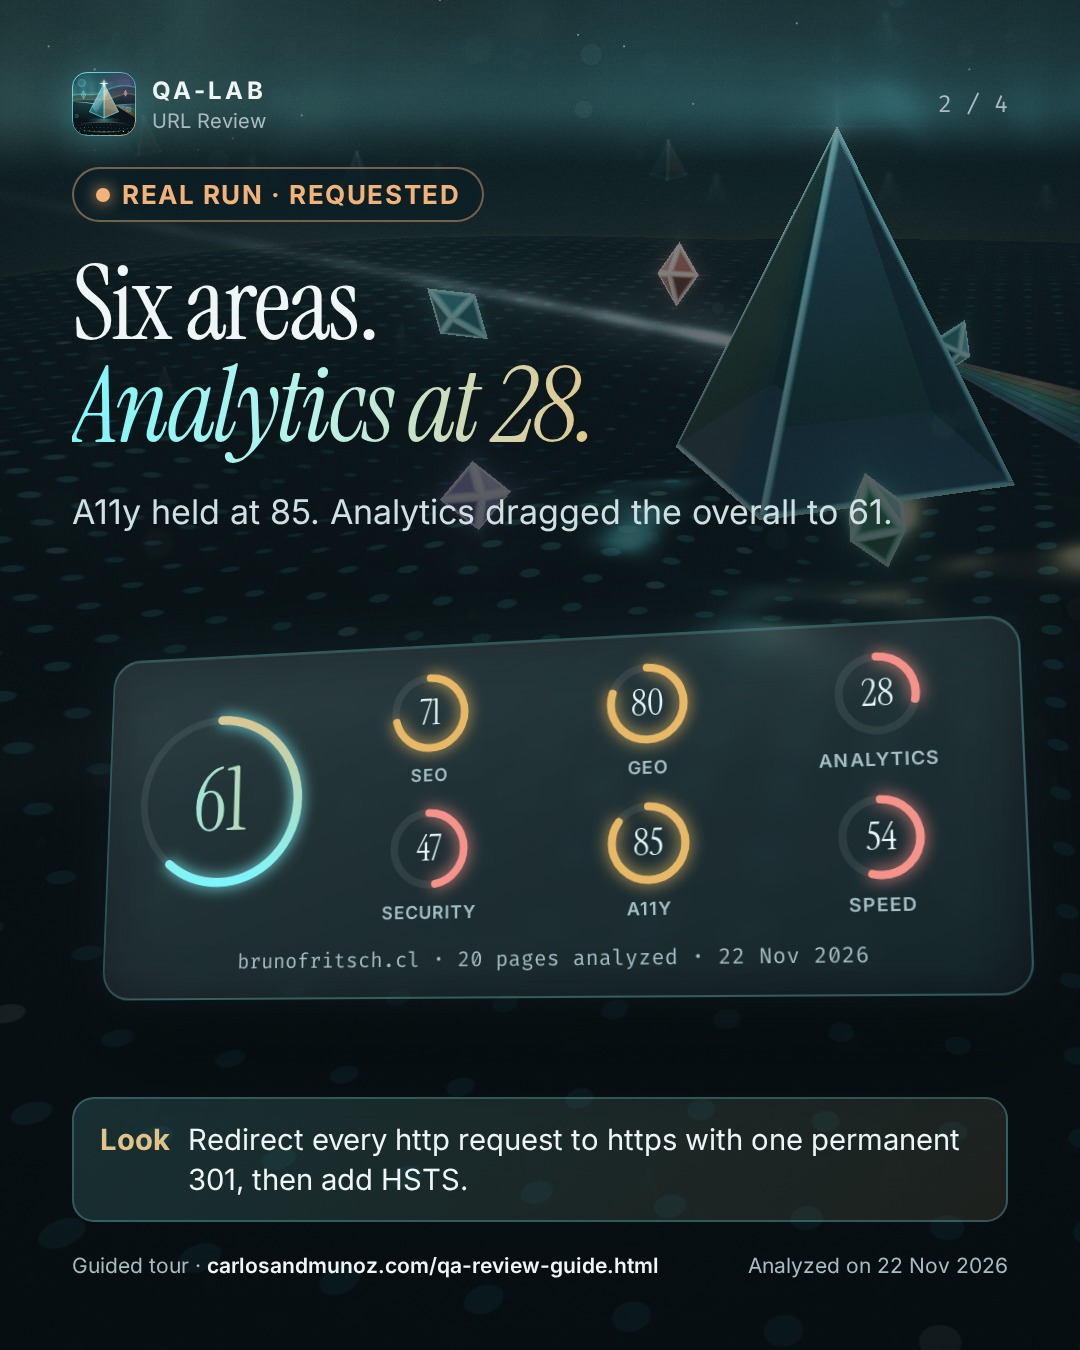 QA-LAB
URL Review
2 / 4
REAL RUN · REQUESTED
Six areas.
Analytics at 28.
A11y held at 85. Analytics dragged the overall to 61.
61
71
SEO
80
GEO
28
ANALYTICS
47
SECURITY
85
A11Y
54
SPEED
brunofritsch.cl · 20 pages analyzed · 22 Nov 2026
Look Redirect every http request to https with one permanent
301, then add HSTS.
Guided tour · carlosandmunoz.com/qa-review-guide.html
Analyzed on 22 Nov 2026